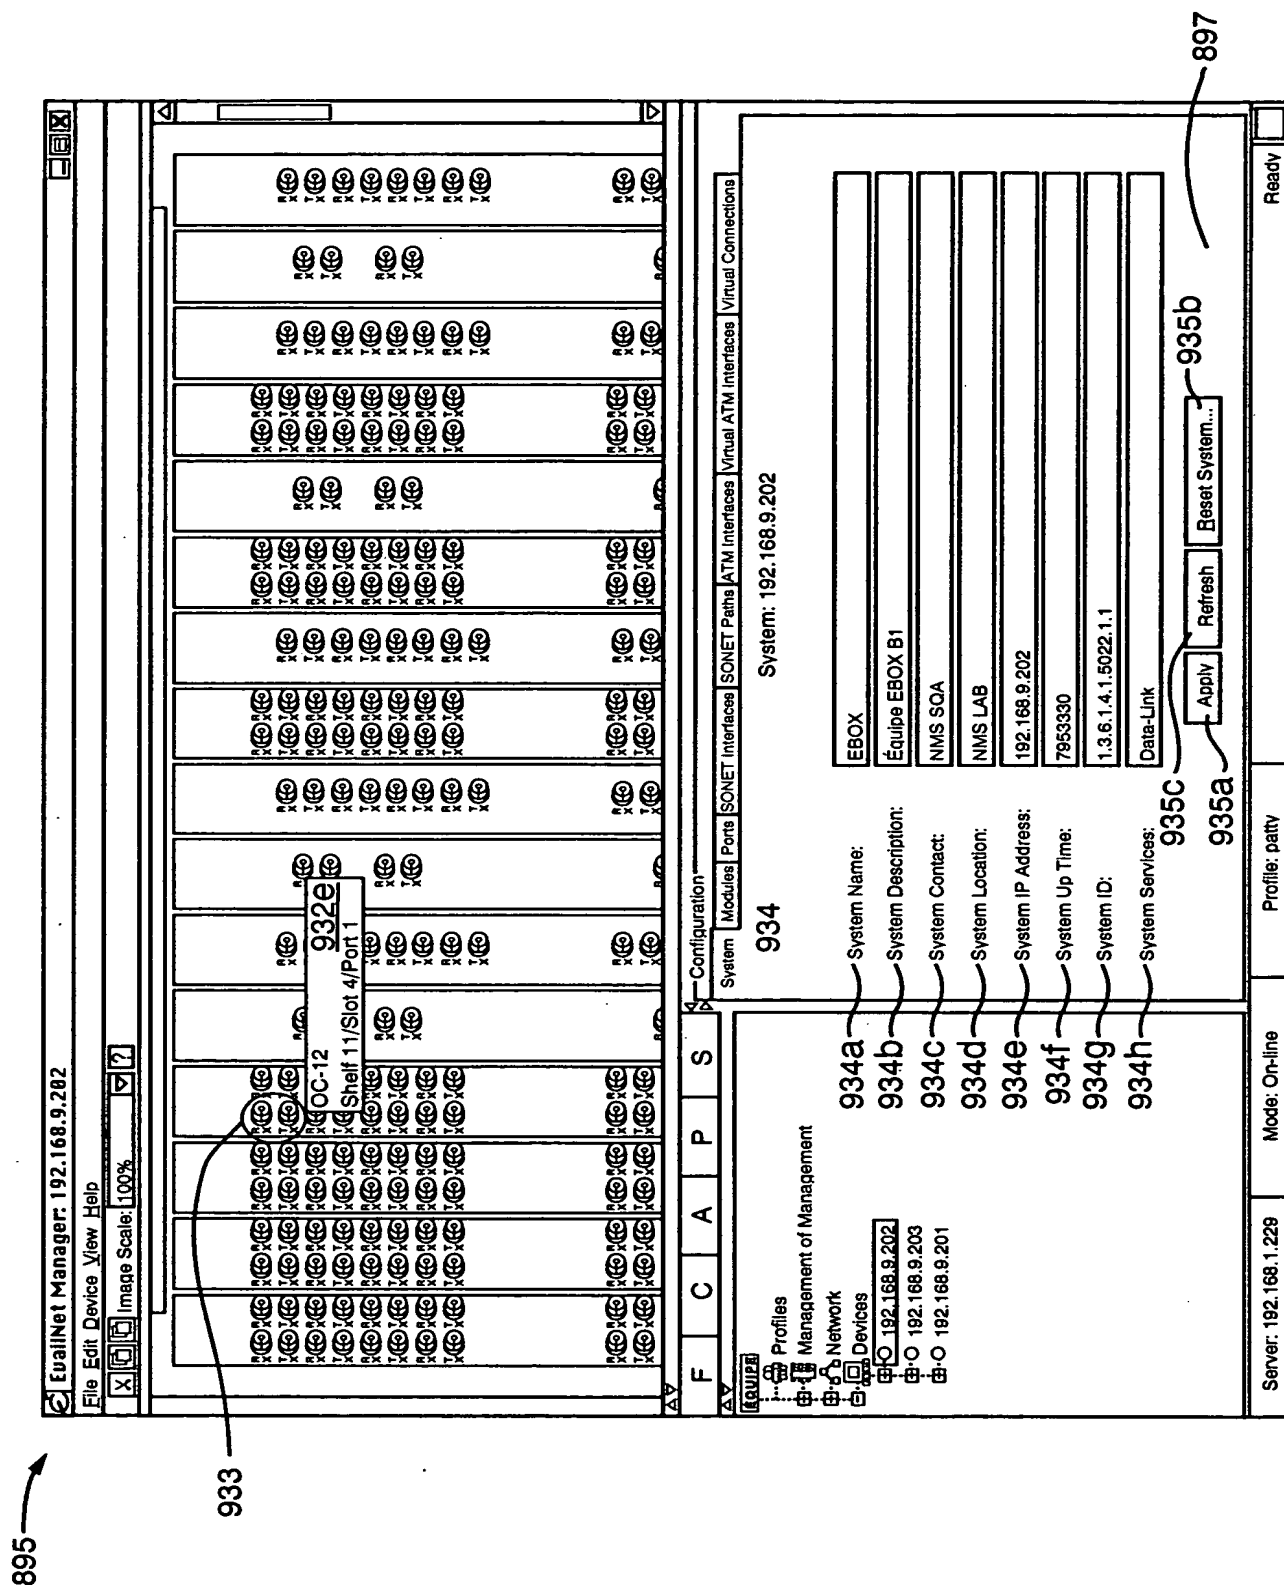 895
EuallNet Manager: 192.168.9.202
File Edit Device View Help
Image Scale: 100%
?
933
OC-12
932e
Shelf 11/Slot 4/Port 1
F C A P S
EQUIPE
Profiles
Management of Management
Network
Devices
192.168.9.202
192.168.9.203
192.168.9.201
Configuration
System Modules Ports SONET Interfaces SONET Paths ATM Interfaces Virtual ATM Interfaces Virtual Connections
934
System: 192.168.9.202
934a System Name: EBOX
934b System Description: Équipe EBOX B1
934c System Contact: NMS SQA
934d System Location: NMS LAB
934e System IP Address: 192.168.9.202
934f System Up Time: 7953330
934g System ID: 1.3.6.1.4.1.5022.1.1
934h System Services: Data-Link
935c
935a
Apply Refresh Reset System...
935b
897
Server: 192.168.1.229 Mode: On-line Profile: patty Ready